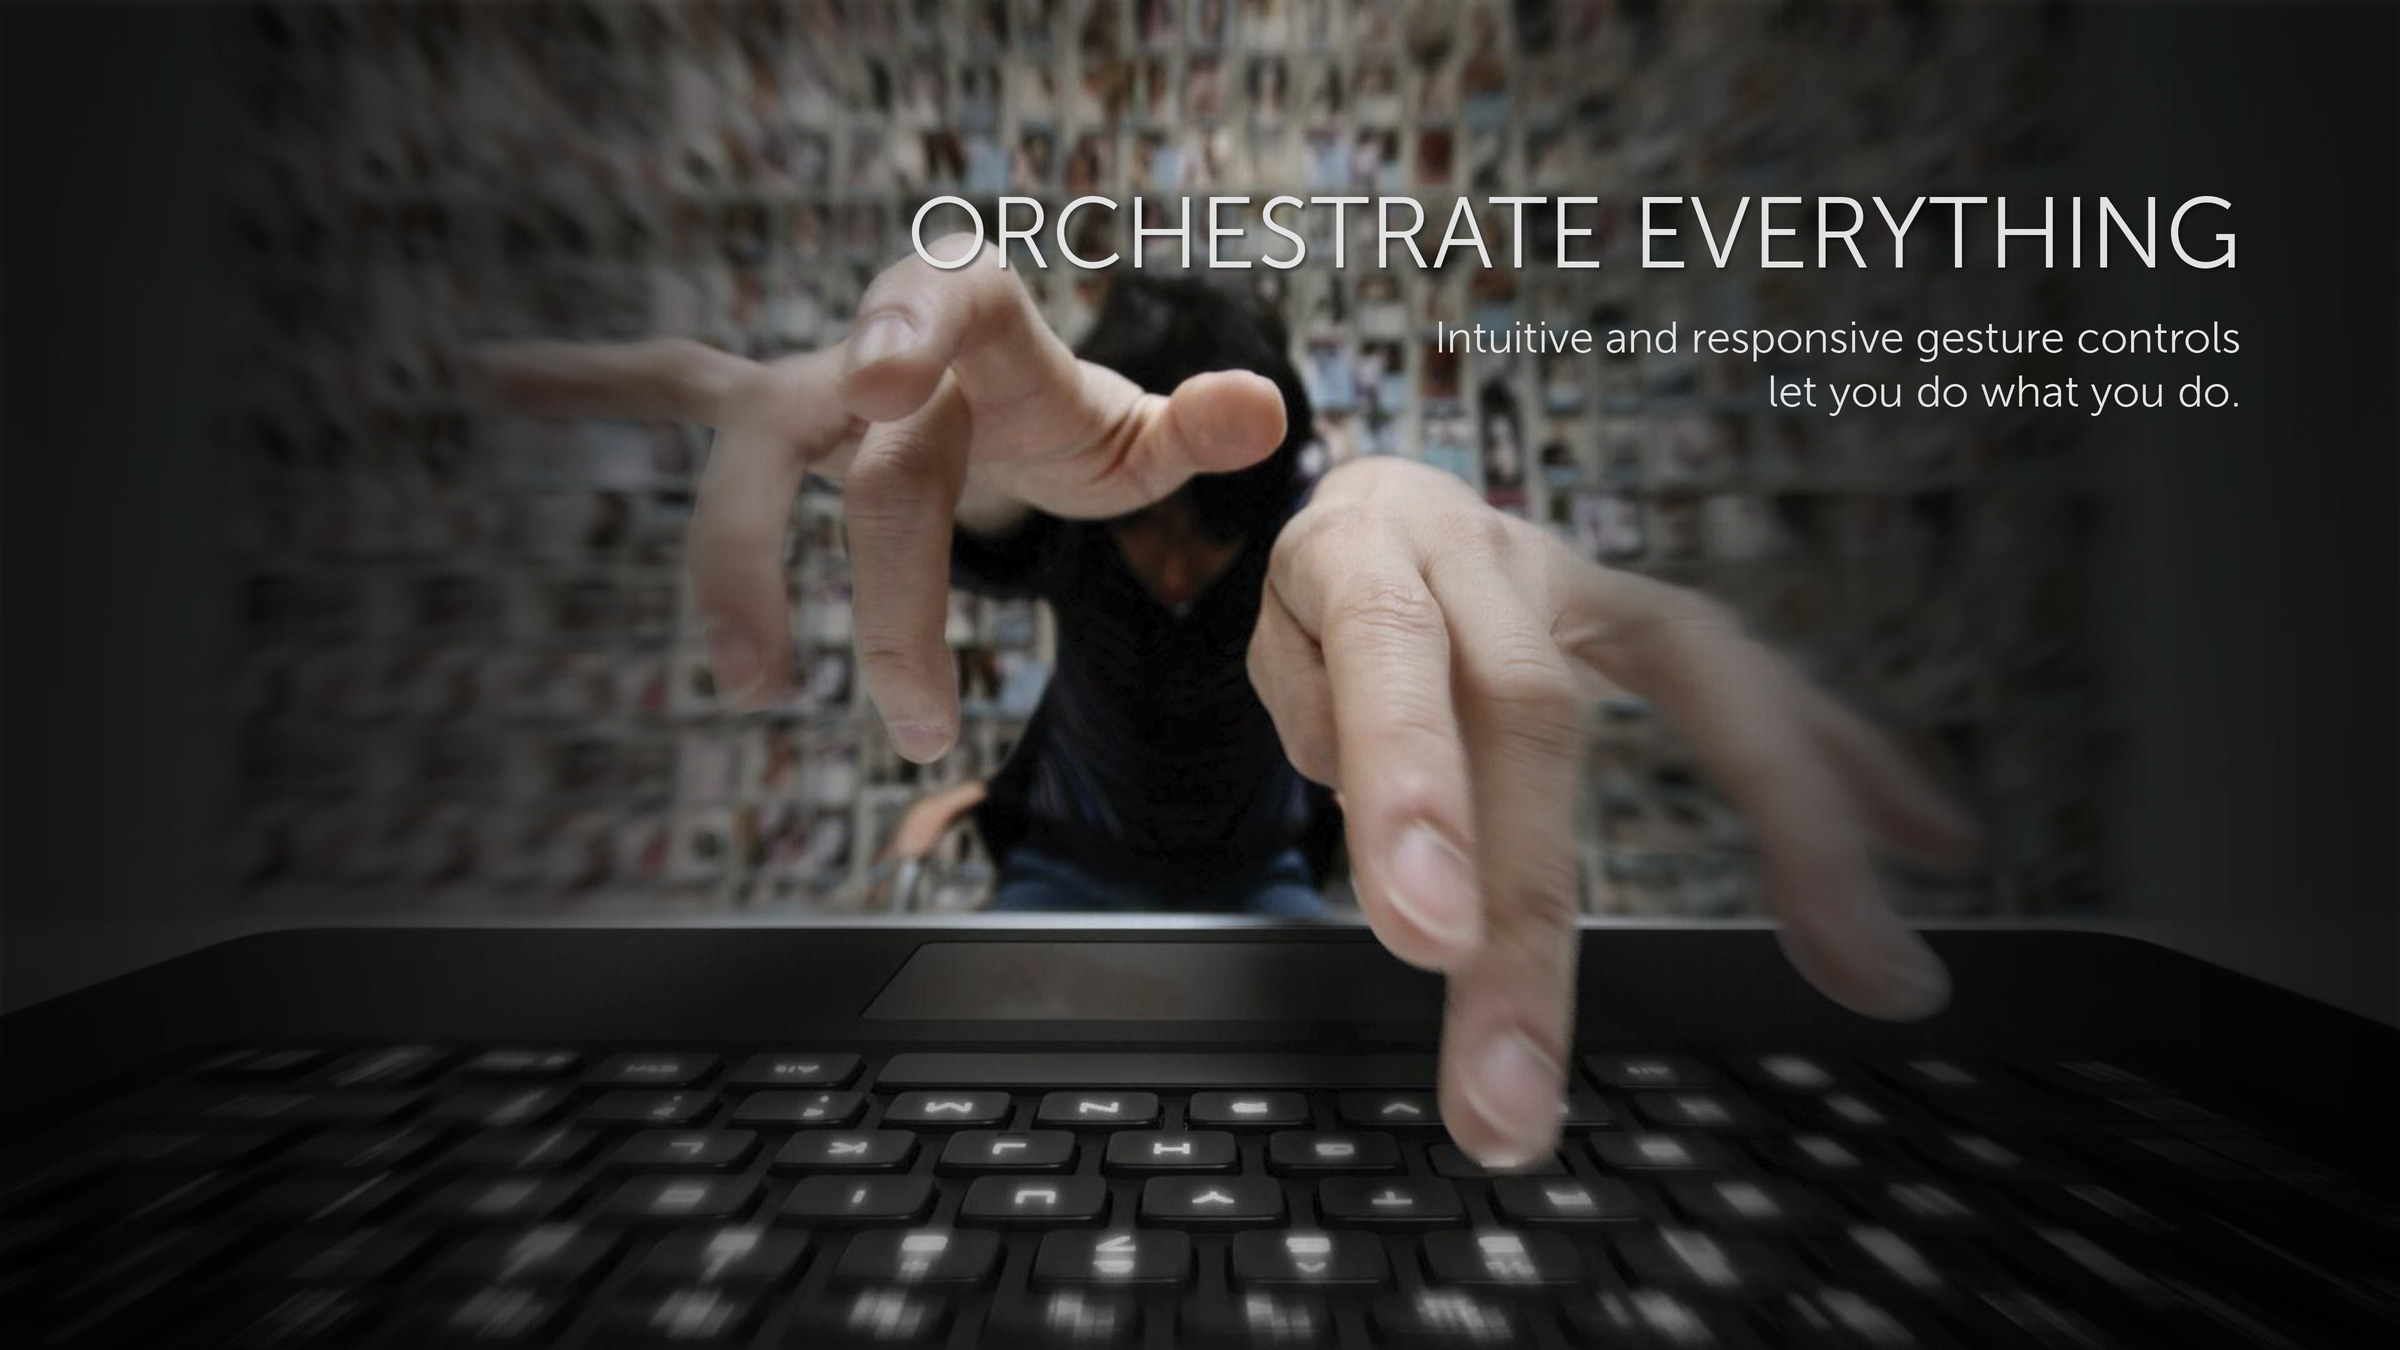 ORCHESTRATE EVERYTHING
Intuitive and responsive gesture controls
let you do what you do.